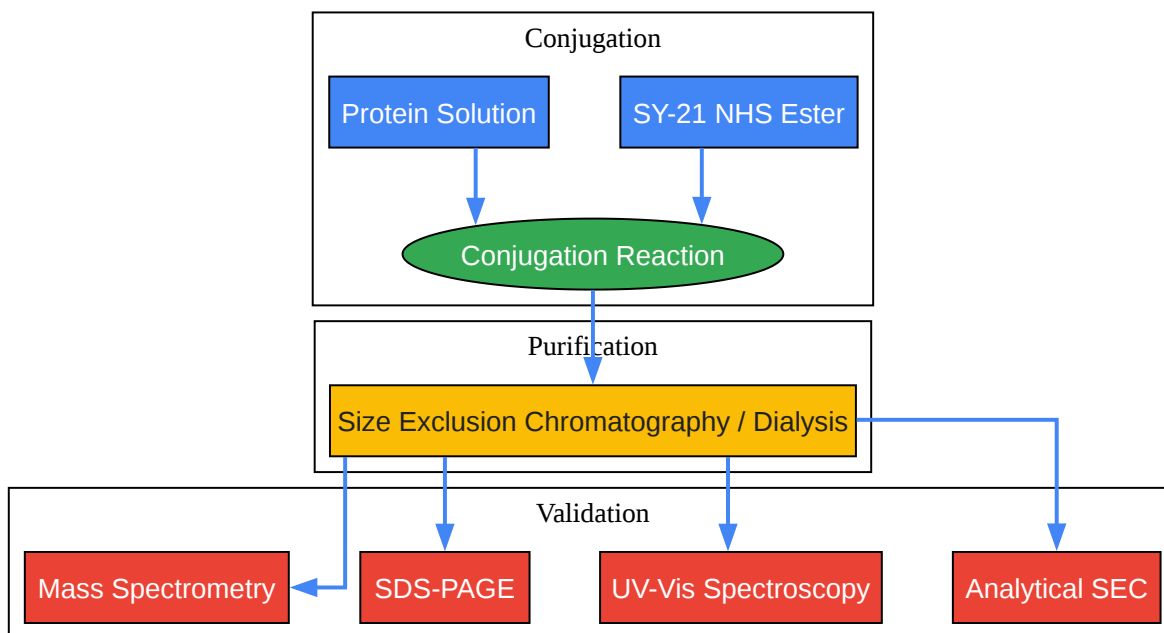 Conjugation
Protein Solution
SY-21 NHS Ester
Conjugation Reaction
Purification
Size Exclusion Chromatography / Dialysis
Validation
Mass Spectrometry
SDS-PAGE
UV-Vis Spectroscopy
Analytical SEC